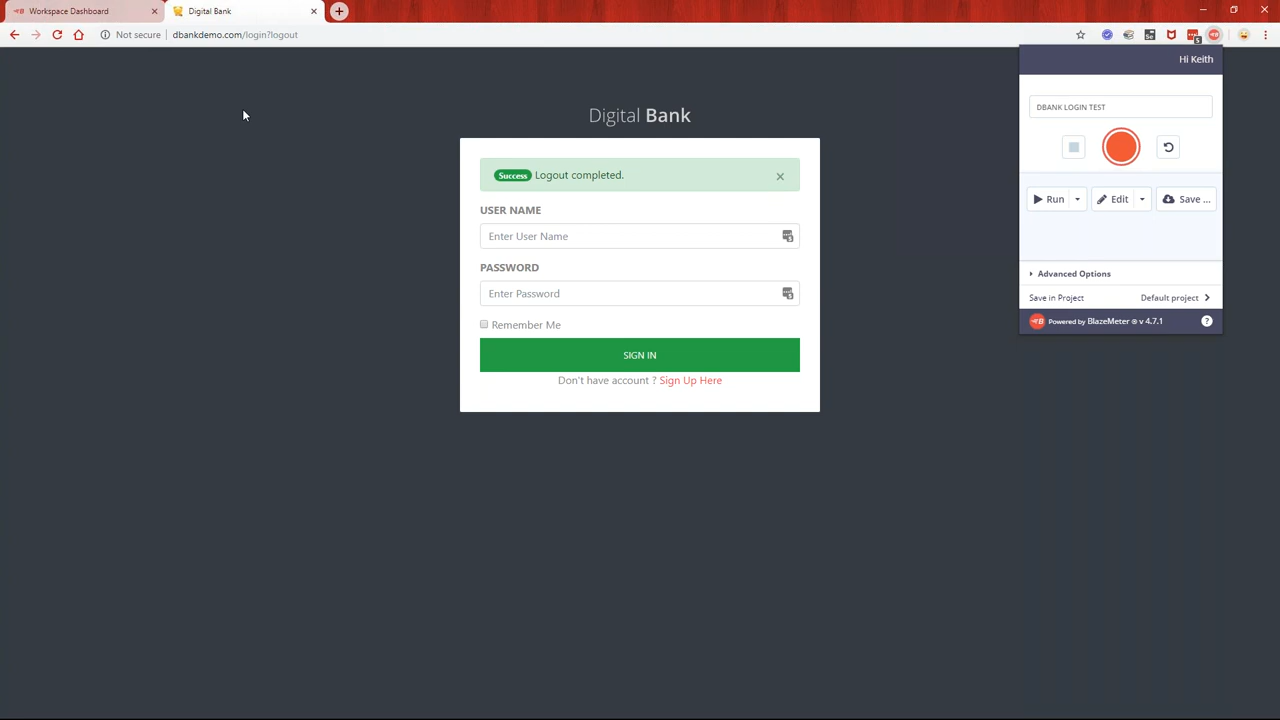 Workspace Dashboard
Digital Bank
Not secure
dbankdemo.com/login?logout
Hi Keith
DBANK LOGIN TEST
Run
Edit
Save ...
Advanced Options
Save in Project
Default project
Powered by BlazeMeter ® v 4.7.1
?
Digital Bank
Success Logout completed.
USER NAME
Enter User Name
PASSWORD
Enter Password
Remember Me
SIGN IN
Don't have account ? Sign Up Here